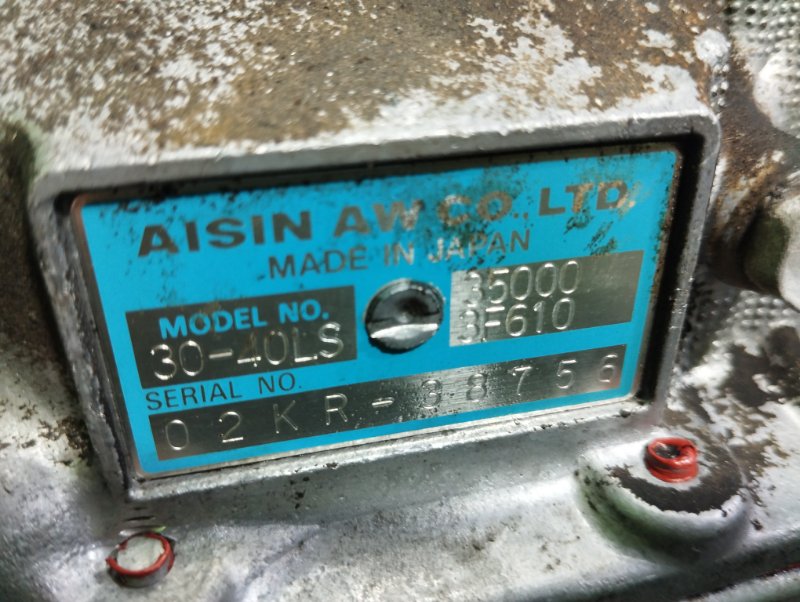 AISIN AW CO., LTD.
MADE IN JAPAN
MODEL NO.
30-40LS
35000
3F610
SERIAL NO.
02KR-38756